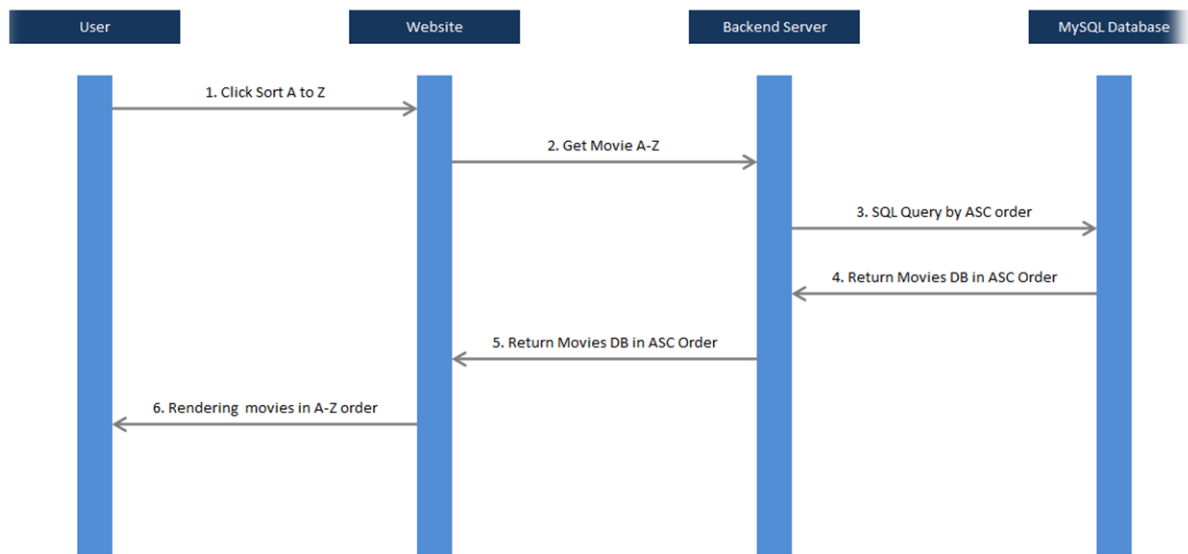 User
Website
Backend Server
MySQL Database
1. Click Sort A to Z
2. Get Movie A-Z
3. SQL Query by ASC order
4. Return Movies DB in ASC Order
5. Return Movies DB in ASC Order
6. Rendering movies in A-Z order